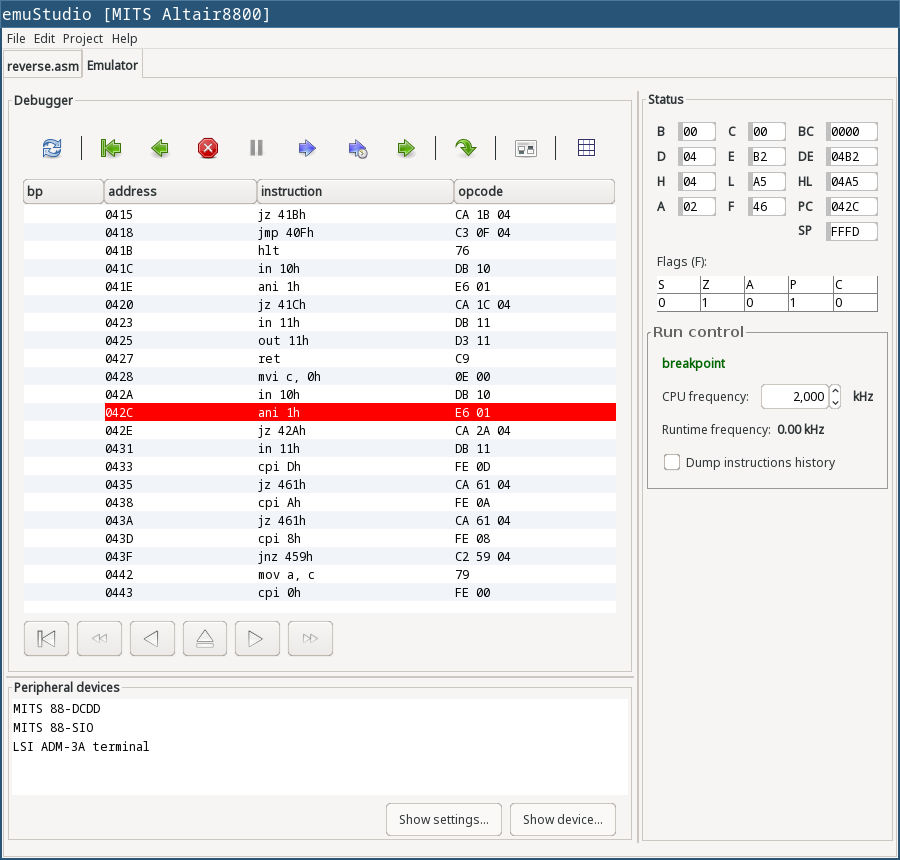 emuStudio [MITS Altair8800]
File Edit Project Help
reverse.asm Emulator
Debugger
bp address instruction opcode
0415 jz 41Bh CA 1B 04
0418 jmp 40Fh C3 0F 04
041B hlt 76
041C in 10h DB 10
041E ani 1h E6 01
0420 jz 41Ch CA 1C 04
0423 in 11h DB 11
0425 out 11h D3 11
0427 ret C9
0428 mvi c, 0h 0E 00
042A in 10h DB 10
042C ani 1h E6 01
042E jz 42Ah CA 2A 04
0431 in 11h DB 11
0433 cpi Dh FE 0D
0435 jz 461h CA 61 04
0438 cpi Ah FE 0A
043A jz 461h CA 61 04
043D cpi 8h FE 08
043F jnz 459h C2 59 04
0442 mov a, c 79
0443 cpi 0h FE 00
Peripheral devices
MITS 88-DCDD
MITS 88-SIO
LSI ADM-3A terminal
Show settings... Show device...
Status
B 00 C 00 BC 0000
D 04 E B2 DE 04B2
H 04 L A5 HL 04A5
A 02 F 46 PC 042C
SP FFFD
Flags (F):
S Z A P C
0 1 0 1 0
Run control
breakpoint
CPU frequency: 2,000 kHz
Runtime frequency: 0.00 kHz
Dump instructions history